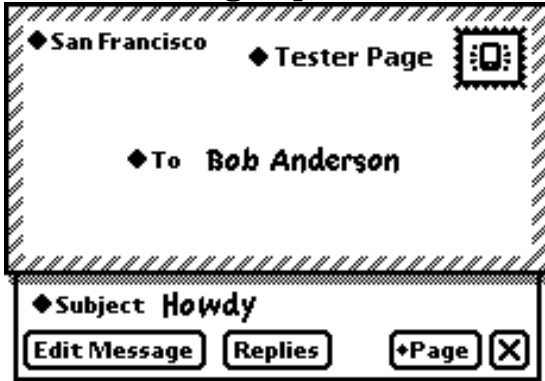 ◆San Francisco
◆Tester Page
◆To Bob Anderson
◆Subject Howdy
Edit Message Replies ◆Page X